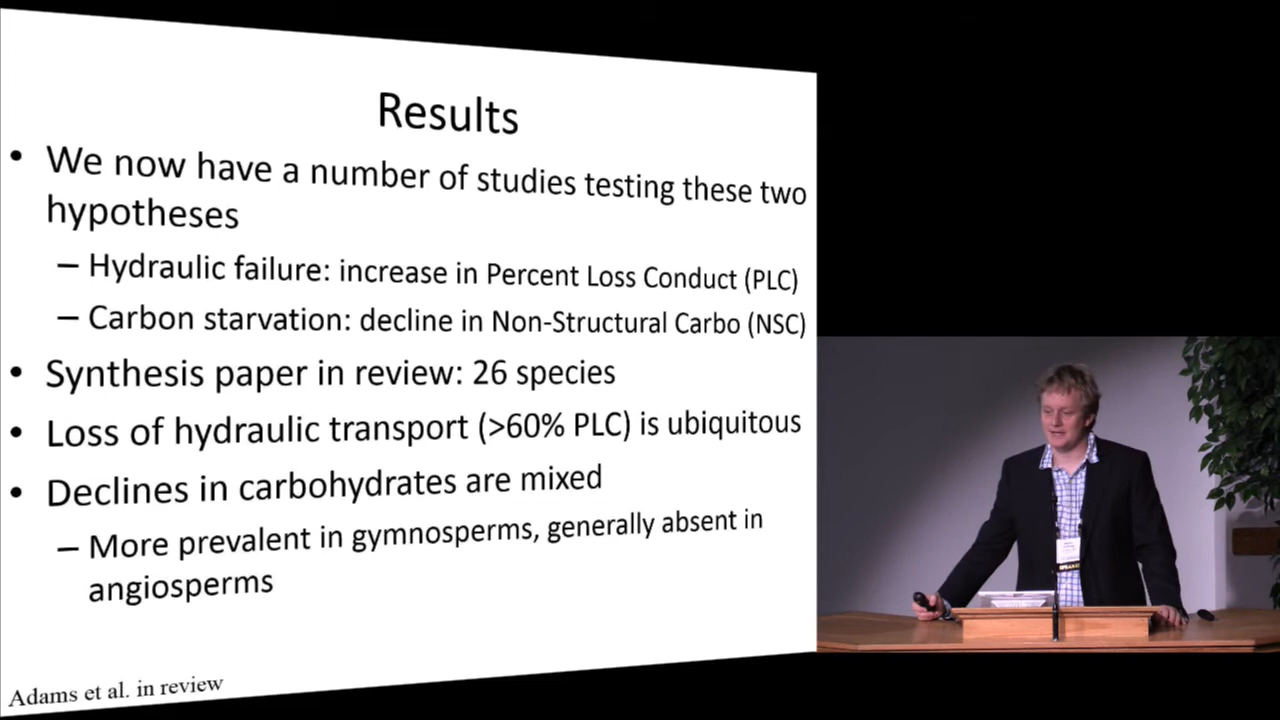 Results
• We now have a number of studies testing these two
hypotheses
– Hydraulic failure: increase in Percent Loss Conduct (PLC)
– Carbon starvation: decline in Non-Structural Carbo (NSC)
• Synthesis paper in review: 26 species
• Loss of hydraulic transport (>60% PLC) is ubiquitous
• Declines in carbohydrates are mixed
– More prevalent in gymnosperms, generally absent in
angiosperms
Adams et al. in review
SPEAKER